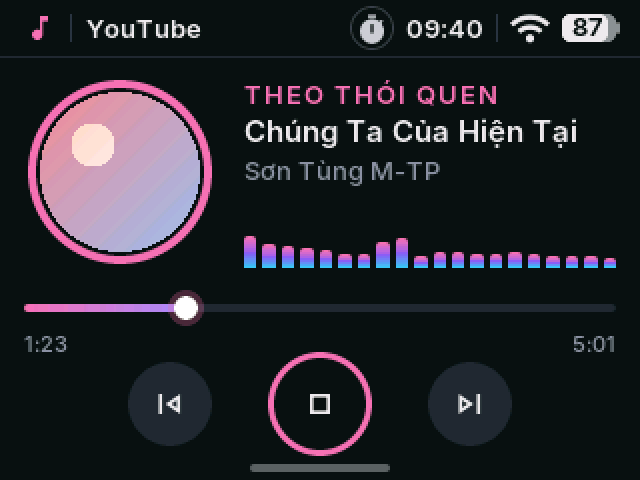 YouTube
09:40
87
THEO THÓI QUEN
Chúng Ta Của Hiện Tại
Sơn Tùng M-TP
1:23
5:01